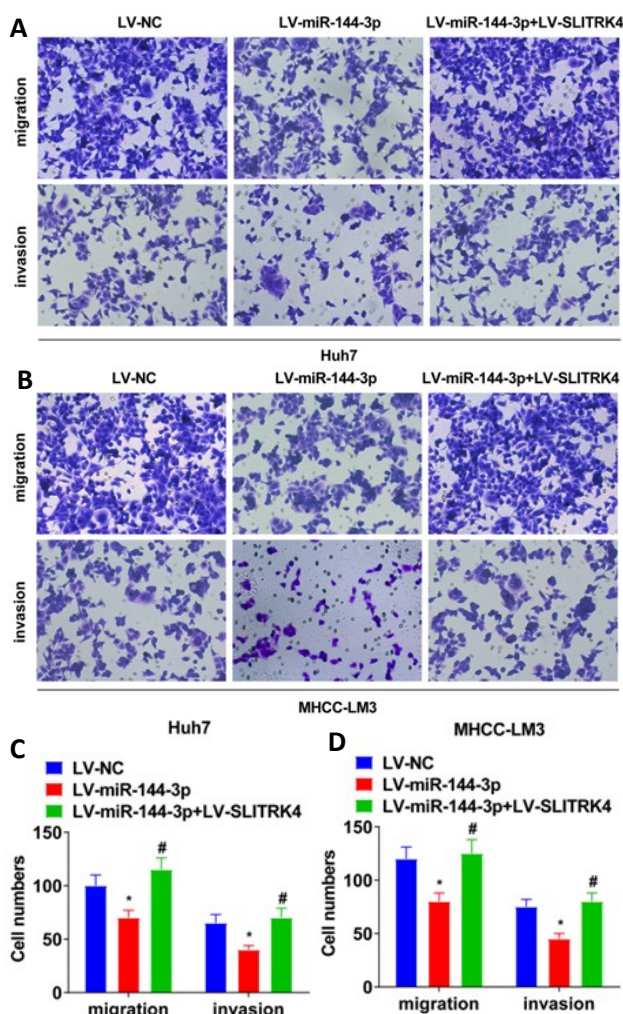 A
LV-NC LV-miR-144-3p LV-miR-144-3p+LV-SLITRK4
migration
invasion
Huh7
B
LV-NC LV-miR-144-3p LV-miR-144-3p+LV-SLITRK4
migration
invasion
MHCC-LM3
C
Huh7
LV-NC
LV-miR-144-3p
LV-miR-144-3p+LV-SLITRK4
Cell numbers
150
100
50
0
* # * #
migration invasion
D
MHCC-LM3
LV-NC
LV-miR-144-3p
LV-miR-144-3p+LV-SLITRK4
Cell numbers
150
100
50
0
* # * #
migration invasion